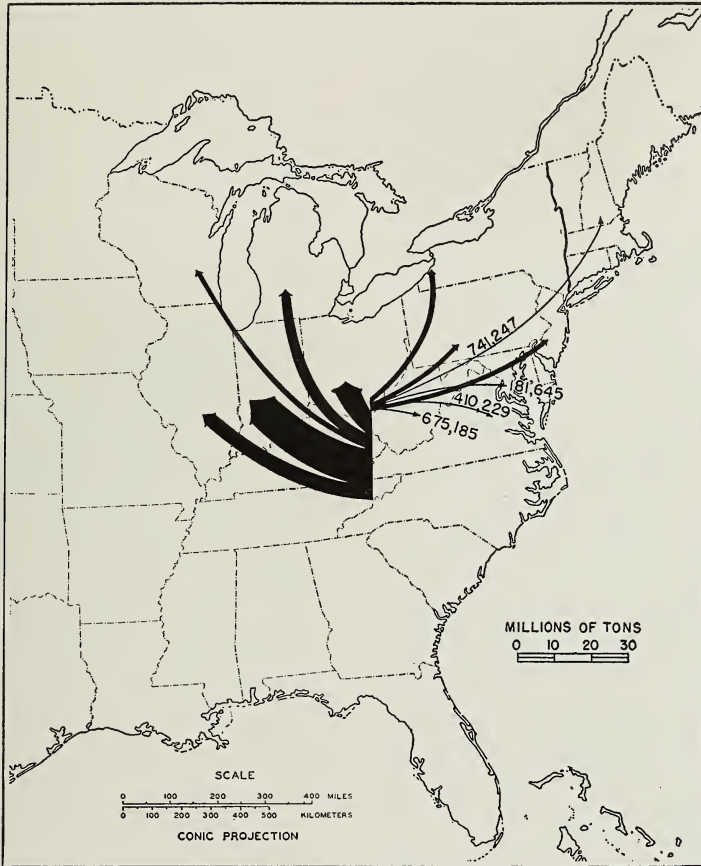 741,247
181,645
410,229
675,185
MILLIONS OF TONS
0 10 20 30
SCALE
0 100 200 300 400 MILES
0 100 200 300 400 500 KILOMETERS
CONIC PROJECTION